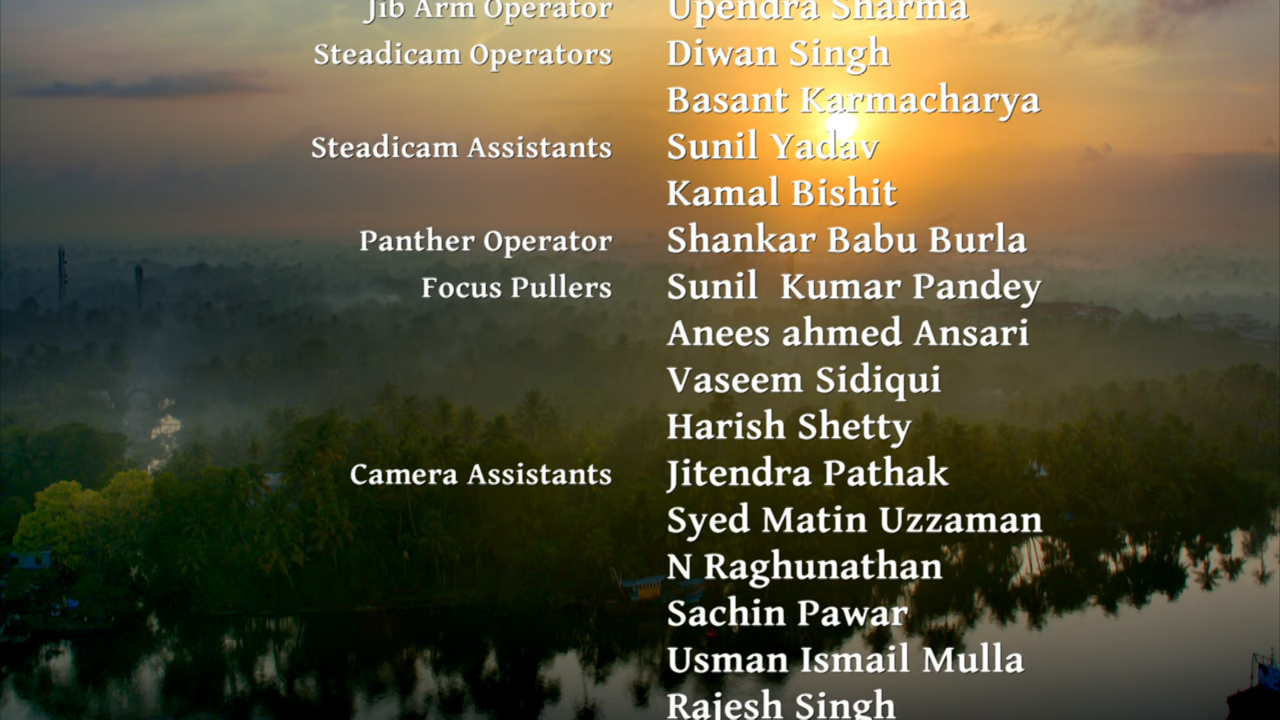 Jib Arm Operator Upendra Sharma
Steadicam Operators Diwan Singh
Basant Karmacharya
Steadicam Assistants Sunil Yadav
Kamal Bishit
Panther Operator Shankar Babu Burla
Focus Pullers Sunil Kumar Pandey
Anees ahmed Ansari
Vaseem Sidiqui
Harish Shetty
Camera Assistants Jitendra Pathak
Syed Matin Uzzaman
N Raghunathan
Sachin Pawar
Usman Ismail Mulla
Rajesh Singh